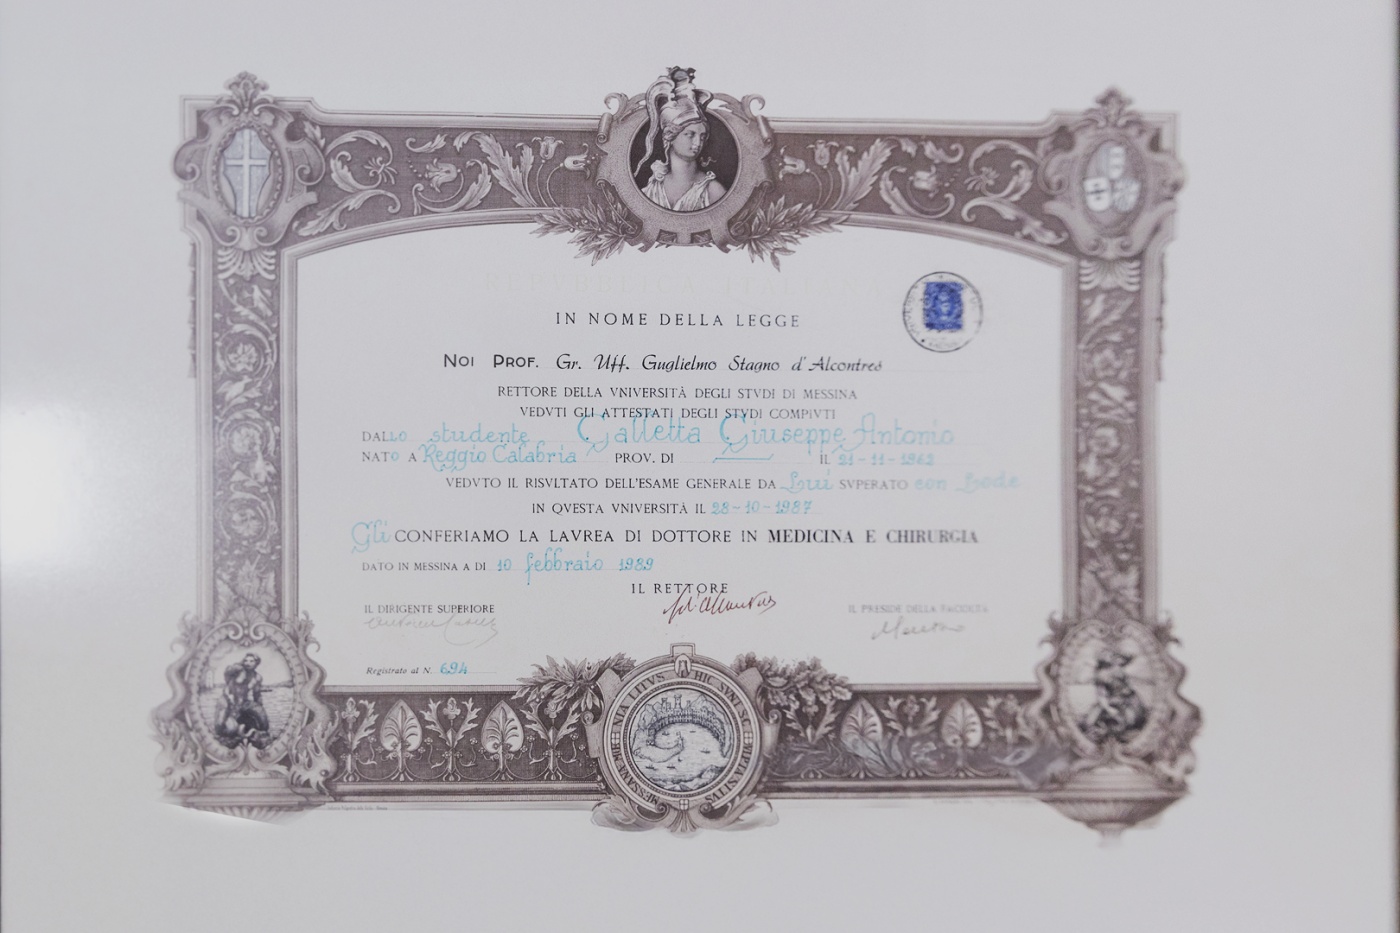 REPVBBLICA ITALIANA
IN NOME DELLA LEGGE
NOI PROF. Gr. Uff. Guglielmo Stagno d'Alcontres
RETTORE DELLA VNIVERSITÀ DEGLI STVDI DI MESSINA
VEDVTI GLI ATTESTATI DEGLI STVDI COMPIVTI
DALLO studente Galletta Giuseppe Antonio
NATO A Reggio Calabria PROV. DI — IL 21-11-1962
VEDVTO IL RISVLTATO DELL'ESAME GENERALE DA Lui SVPERATO con Lode
IN QVESTA VNIVERSITÀ IL 28-10-1987
Gli CONFERIAMO LA LAVREA DI DOTTORE IN MEDICINA E CHIRURGIA
DATO IN MESSINA A DI 10 febbraio 1989
IL RETTORE
IL DIRIGENTE SUPERIORE IL PRESIDE DELLA FACOLTÀ
Registrato al N. 694